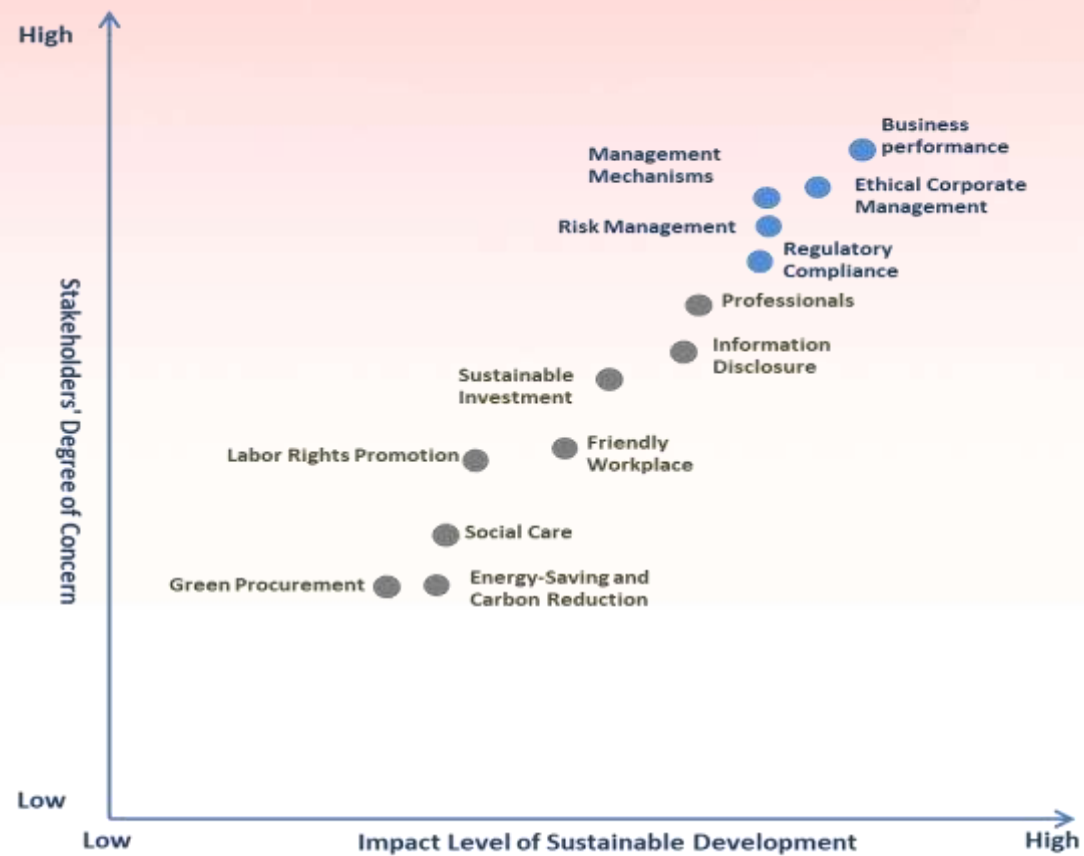 High
Business
performance
Management
Mechanisms
Ethical Corporate
Management
Risk Management
Regulatory
Compliance
Professionals
Information
Disclosure
Sustainable
Investment
Labor Rights Promotion
Friendly
Workplace
Social Care
Green Procurement
Energy-Saving and
Carbon Reduction
Stakeholders' Degree of Concern
Low
Low
Impact Level of Sustainable Development
High